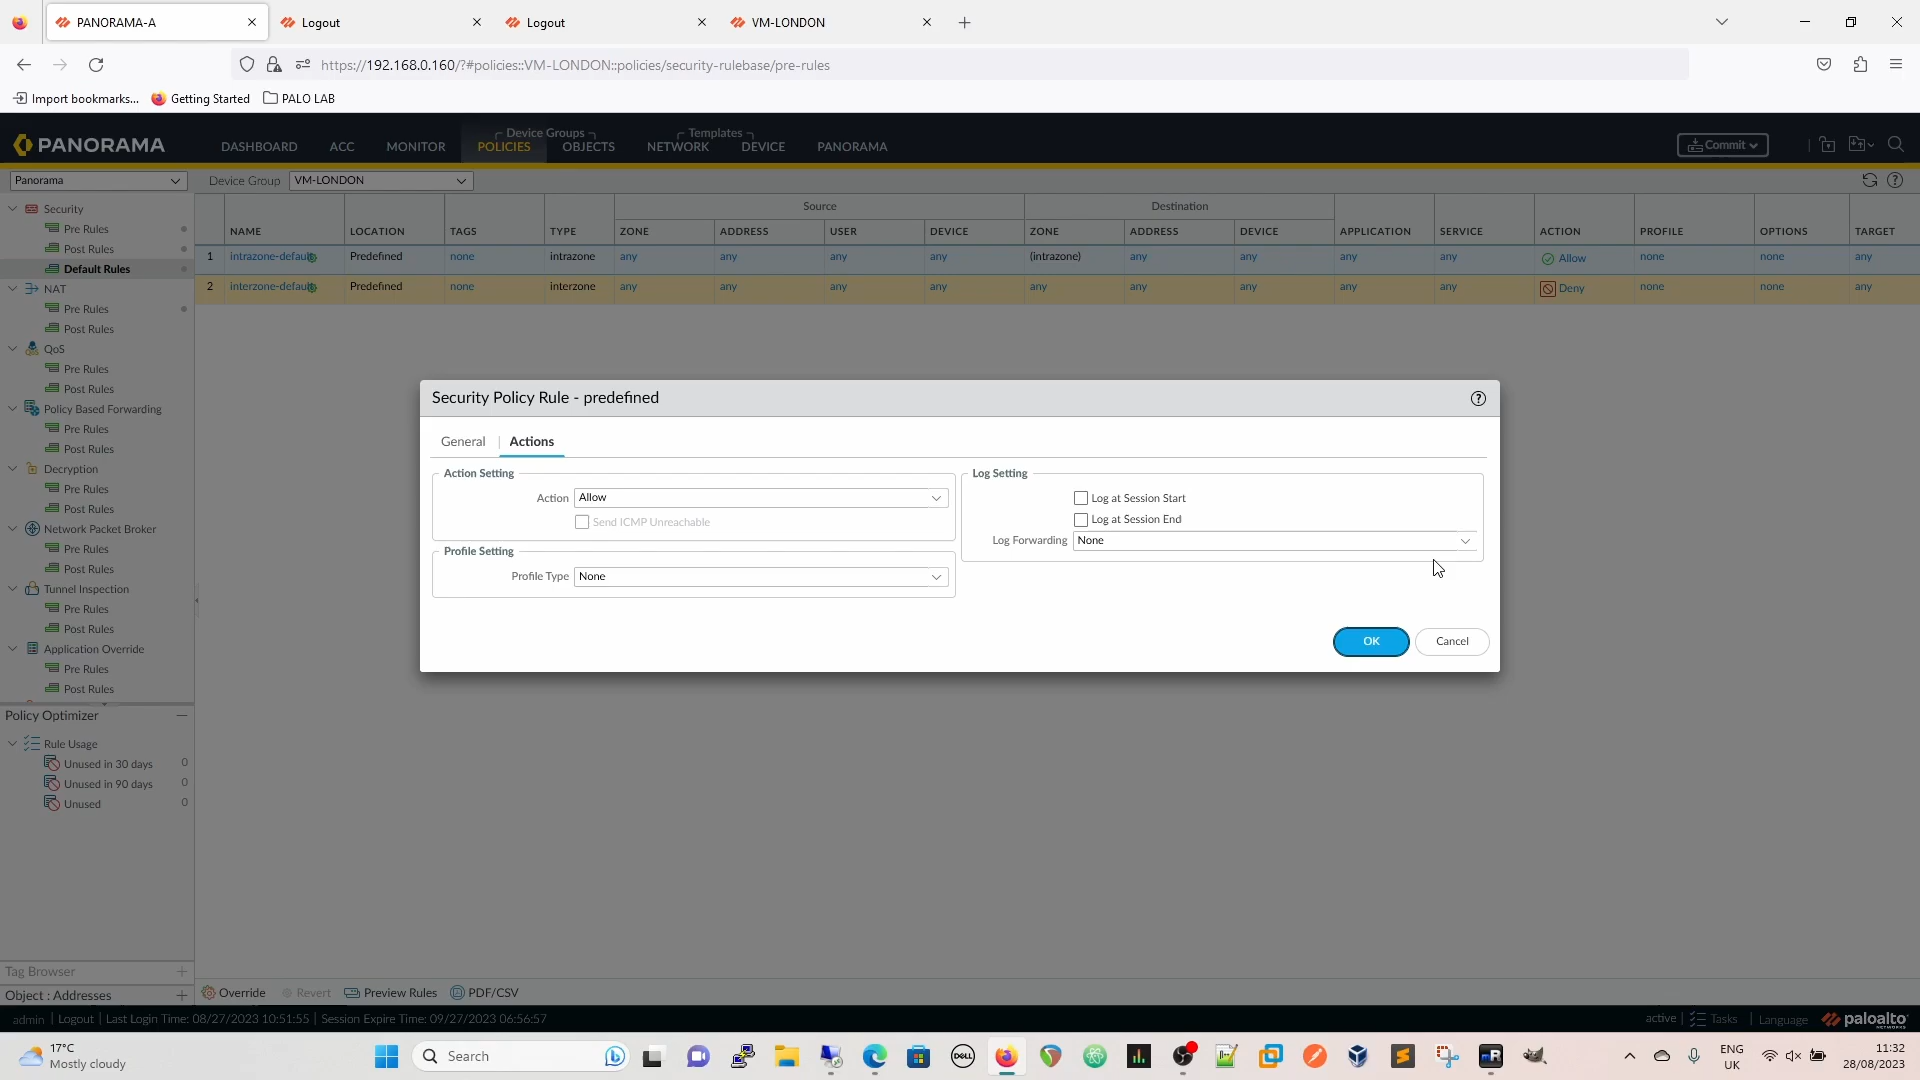 PANORAMA-A
Logout
Logout
VM-LONDON
https://192.168.0.160/?#policies::VM-LONDON::policies/security-rulebase/pre-rules
Import bookmarks...
Getting Started
PALO LAB
PANORAMA
DASHBOARD
ACC
MONITOR
Device Groups
POLICIES
OBJECTS
Templates
NETWORK
DEVICE
PANORAMA
Commit
Panorama
Device Group
VM-LONDON
Security
Pre Rules
Post Rules
Default Rules
NAT
Pre Rules
Post Rules
QoS
Pre Rules
Post Rules
Policy Based Forwarding
Pre Rules
Post Rules
Decryption
Pre Rules
Post Rules
Network Packet Broker
Pre Rules
Post Rules
Tunnel Inspection
Pre Rules
Post Rules
Application Override
Pre Rules
Post Rules
Policy Optimizer
Rule Usage
Unused in 30 days 0
Unused in 90 days 0
Unused 0
Tag Browser
Object : Addresses
Source
Destination
NAME LOCATION TAGS TYPE ZONE ADDRESS USER DEVICE ZONE ADDRESS DEVICE APPLICATION SERVICE ACTION PROFILE OPTIONS TARGET
1 intrazone-default Predefined none intrazone any any any any (intrazone) any any any any Allow none none any
2 interzone-default Predefined none interzone any any any any any any any any any Deny none none any
Security Policy Rule - predefined
General
Actions
Action Setting
Action Allow
Send ICMP Unreachable
Profile Setting
Profile Type None
Log Setting
Log at Session Start
Log at Session End
Log Forwarding None
OK
Cancel
Override
Revert
Preview Rules
PDF/CSV
admin | Logout | Last Login Time: 08/27/2023 10:51:55 | Session Expire Time: 09/27/2023 06:56:57
active | Tasks | Language
paloalto
NETWORKS
17°C
Mostly cloudy
Search
DELL
ENG
UK
11:32
28/08/2023